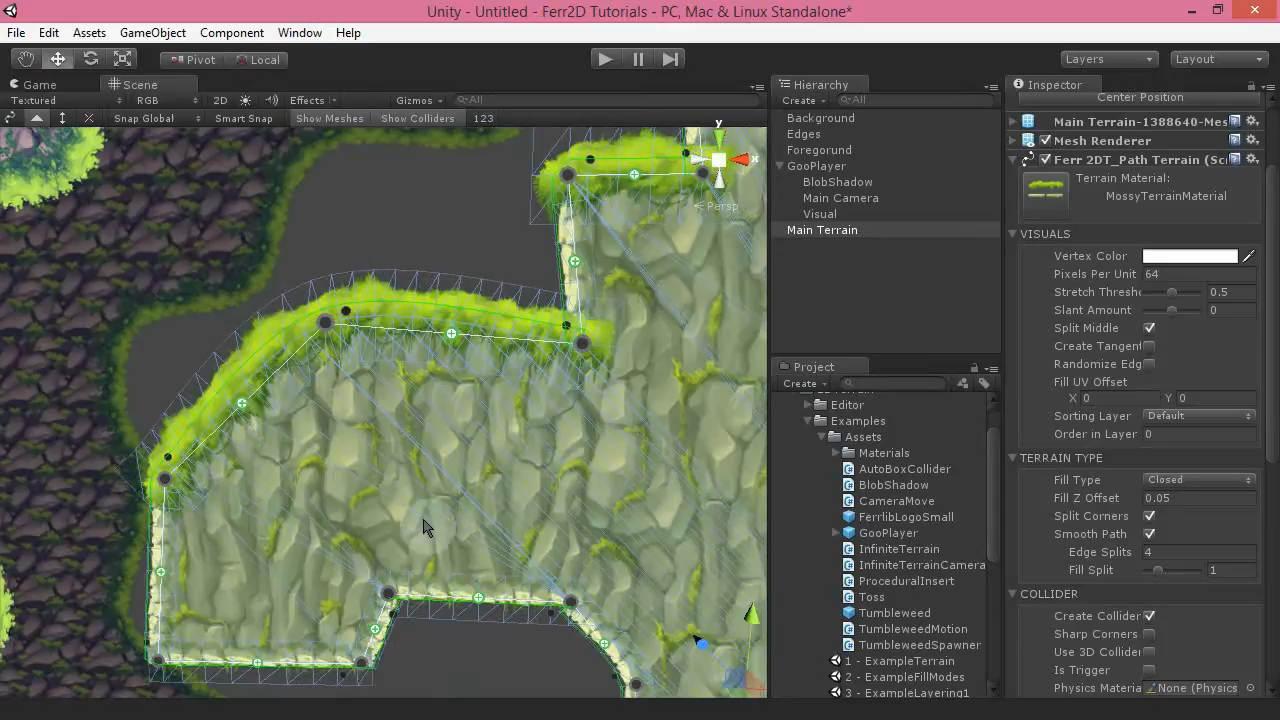 Unity - Untitled - Ferr2D Tutorials - PC, Mac & Linux Standalone*
File Edit Assets GameObject Component Window Help
Pivot Local Layers Layout
Game Scene
Textured RGB 2D Effects Gizmos All
Snap Global Smart Snap Show Meshes Show Colliders 123
y
x
Persp
Hierarchy
Create All
Background
Edges
Foregorund
GooPlayer
BlobShadow
Main Camera
Visual
Main Terrain
Project
Create
Editor
Examples
Assets
Materials
AutoBoxCollider
BlobShadow
CameraMove
FerrlibLogoSmall
GooPlayer
InfiniteTerrain
InfiniteTerrainCamera
ProceduralInsert
Toss
Tumbleweed
TumbleweedMotion
TumbleweedSpawner
1 - ExampleTerrain
2 - ExampleFillModes
3 - ExampleLayering1
Inspector
Center Position
Main Terrain-1388640-Mes
Mesh Renderer
Ferr 2DT_Path Terrain (Sc
Terrain Material:
MossyTerrainMaterial
VISUALS
Vertex Color
Pixels Per Unit 64
Stretch Thresh 0.5
Slant Amount 0
Split Middle
Create Tangent
Randomize Edg
Fill UV Offset
X 0 Y 0
Sorting Layer Default
Order in Layer 0
TERRAIN TYPE
Fill Type Closed
Fill Z Offset 0.05
Split Corners
Smooth Path
Edge Splits 4
Fill Split 1
COLLIDER
Create Collider
Sharp Corners
Use 3D Collider
Is Trigger
Physics Materia None (Physics